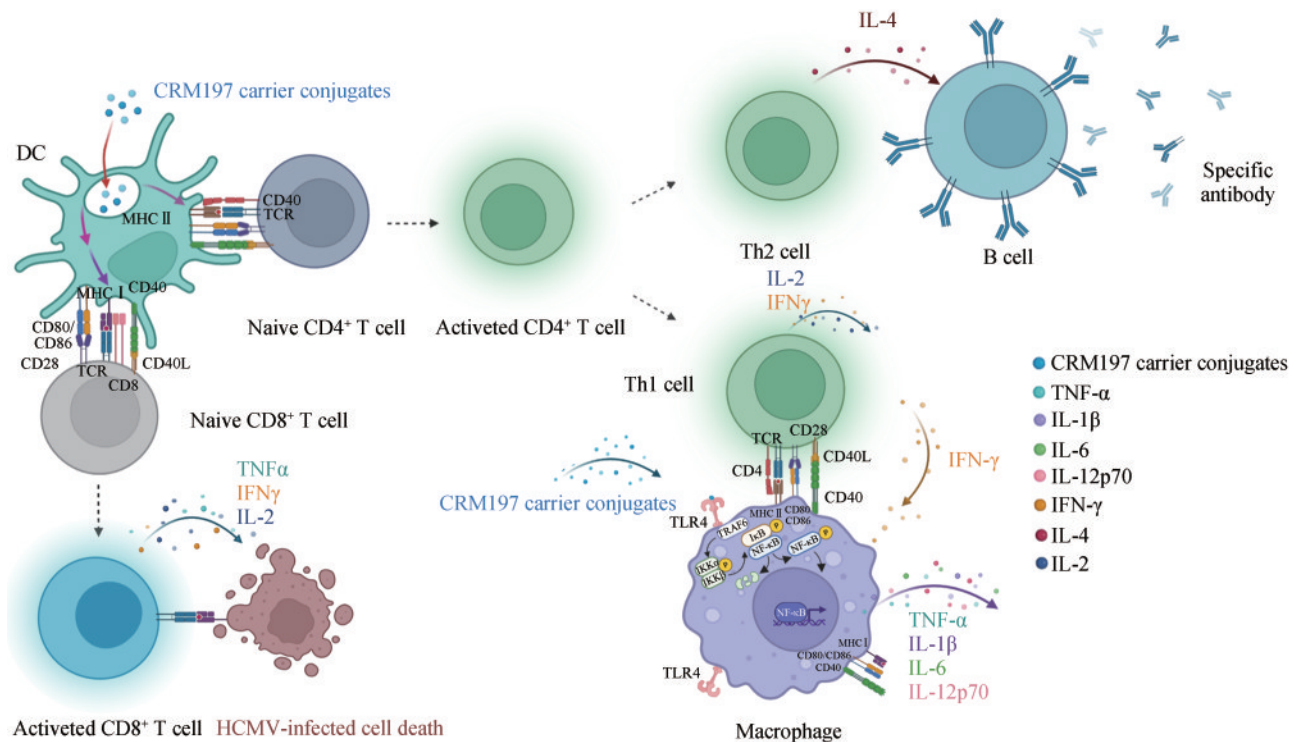 IL-4
CRM197 carrier conjugates
DC
MHC Ⅱ
CD40
TCR
Naive CD4⁺ T cell
Activeted CD4⁺ T cell
Th2 cell
B cell
Specific
antibody
MHC Ⅰ
CD40
CD80/
CD86
CD28
TCR
CD8
CD40L
Naive CD8⁺ T cell
TNFα
IFNγ
IL-2
Activeted CD8⁺ T cell
HCMV-infected cell death
IL-2
IFNγ
Th1 cell
TCR
CD28
CD4
CD40L
CD40
CRM197 carrier conjugates
IFN-γ
TLR4
MHC Ⅱ
CD80
CD86
TRAF6
IκB
P
NF-κB
NF-κB
P
IKKα
P
IKKβ
NF-κB
MHC Ⅰ
CD80/CD86
CD40
TLR4
Macrophage
TNF-α
IL-1β
IL-6
IL-12p70
CRM197 carrier conjugates
TNF-α
IL-1β
IL-6
IL-12p70
IFN-γ
IL-4
IL-2